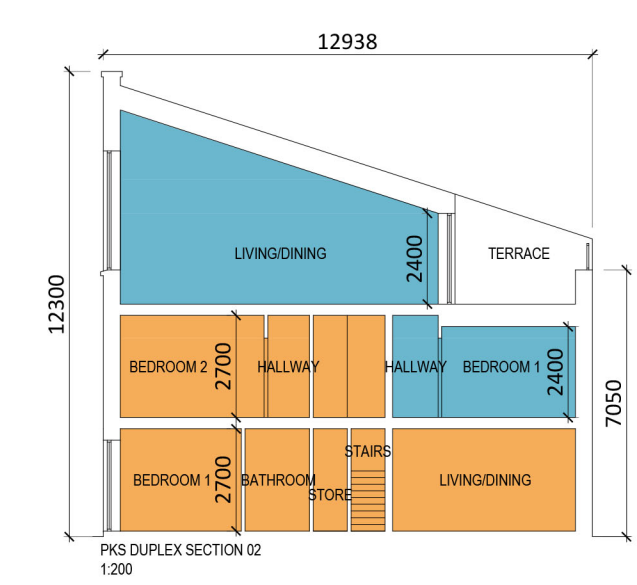 12938
LIVING/DINING
2400
TERRACE
12300
BEDROOM 2
2700
HALLWAY
HALLWAY
BEDROOM 1
2400
7050
BEDROOM 1
2700
BATHROOM
STORE
STAIRS
LIVING/DINING
PKS DUPLEX SECTION 02
1:200